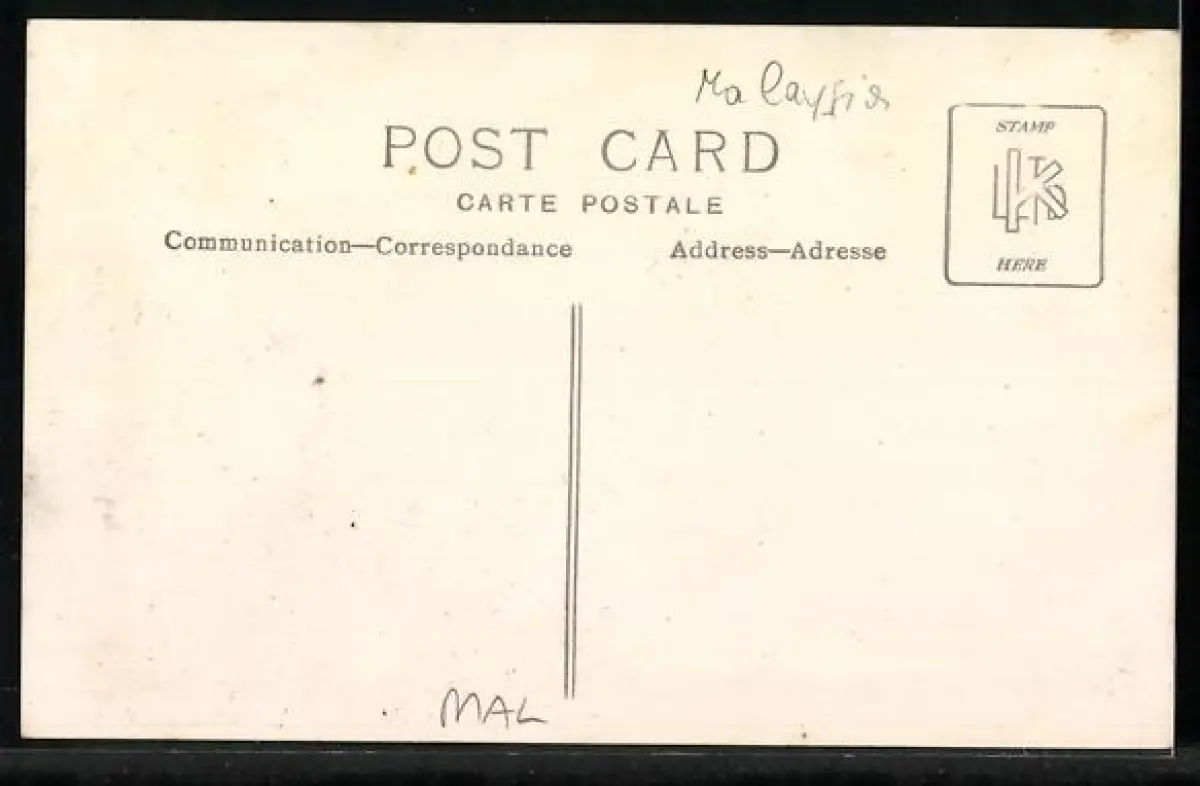 Malaysia
POST CARD
CARTE POSTALE
Communication—Correspondance
Address—Adresse
STAMP
HERE
MAL